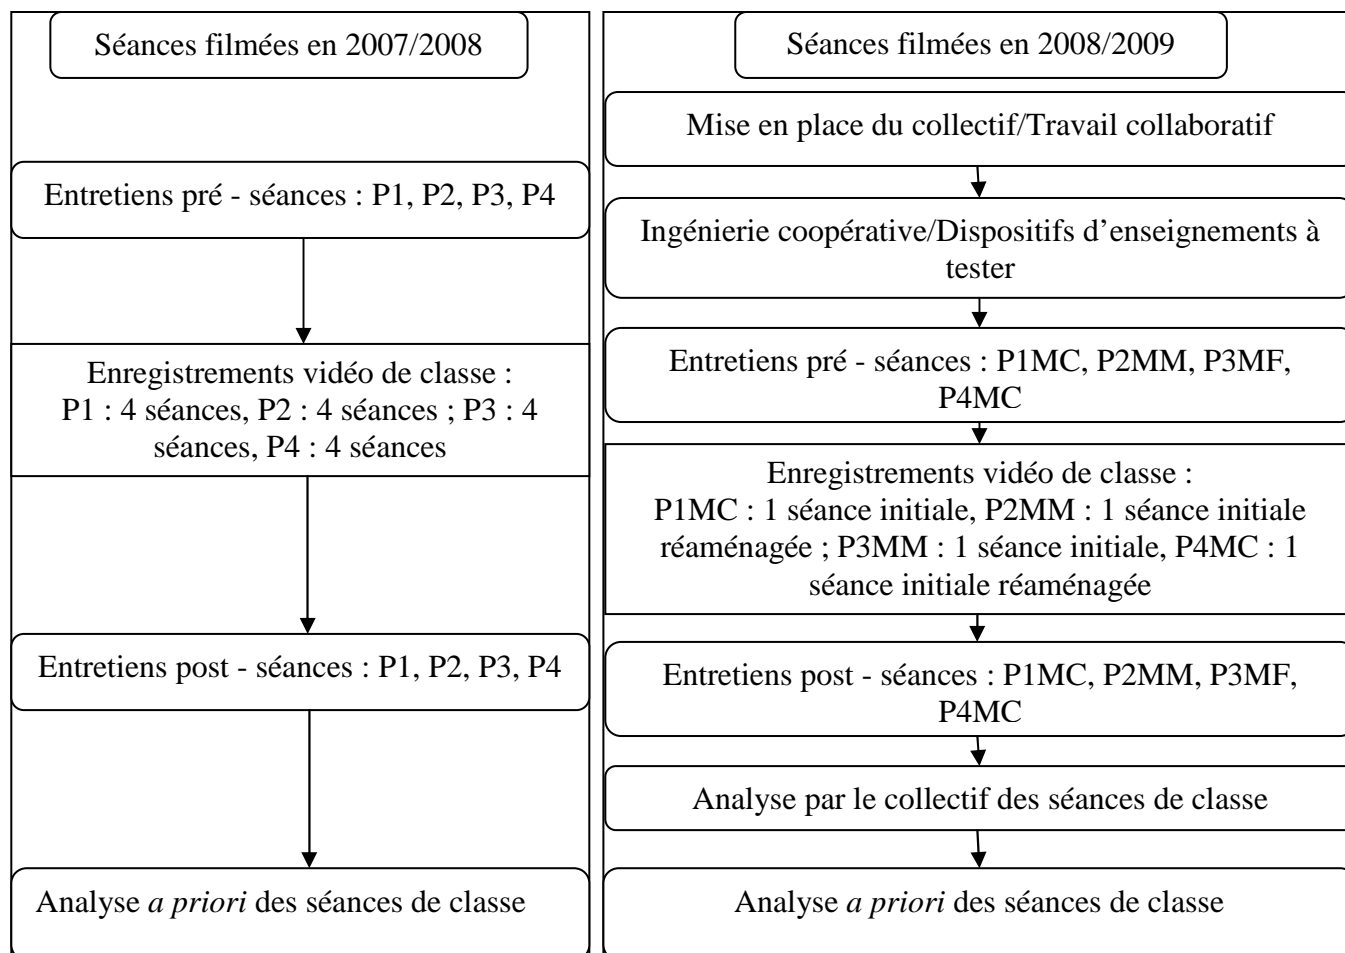 Séances filmées en 2007/2008
Entretiens pré - séances : P1, P2, P3, P4
Enregistrements vidéo de classe :
P1 : 4 séances, P2 : 4 séances ; P3 : 4
séances, P4 : 4 séances
Entretiens post - séances : P1, P2, P3, P4
Analyse a priori des séances de classe
Séances filmées en 2008/2009
Mise en place du collectif/Travail collaboratif
Ingénierie coopérative/Dispositifs d’enseignements à
tester
Entretiens pré - séances : P1MC, P2MM, P3MF,
P4MC
Enregistrements vidéo de classe :
P1MC : 1 séance initiale, P2MM : 1 séance initiale
réaménagée ; P3MM : 1 séance initiale, P4MC : 1
séance initiale réaménagée
Entretiens post - séances : P1MC, P2MM, P3MF,
P4MC
Analyse par le collectif des séances de classe
Analyse a priori des séances de classe